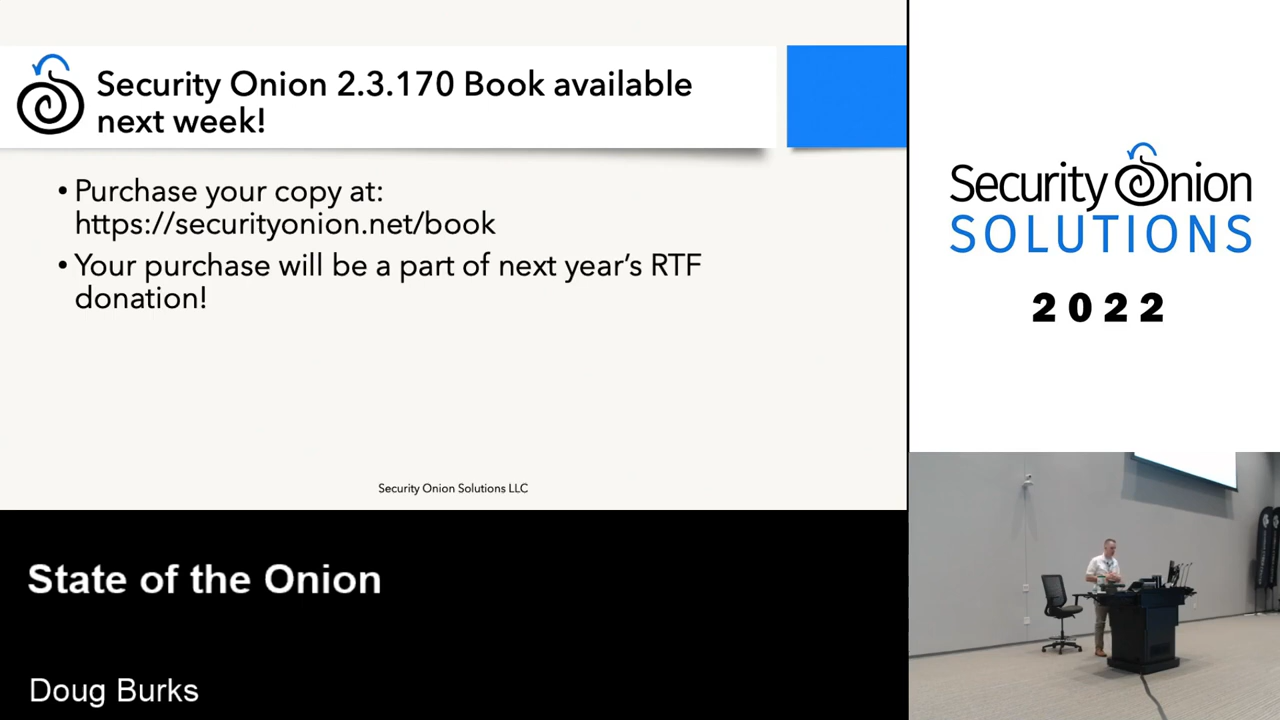 Security Onion 2.3.170 Book available
next week!
• Purchase your copy at:
https://securityonion.net/book
• Your purchase will be a part of next year's RTF
donation!
Security Onion Solutions LLC
Security Onion
SOLUTIONS
2022
State of the Onion
Doug Burks